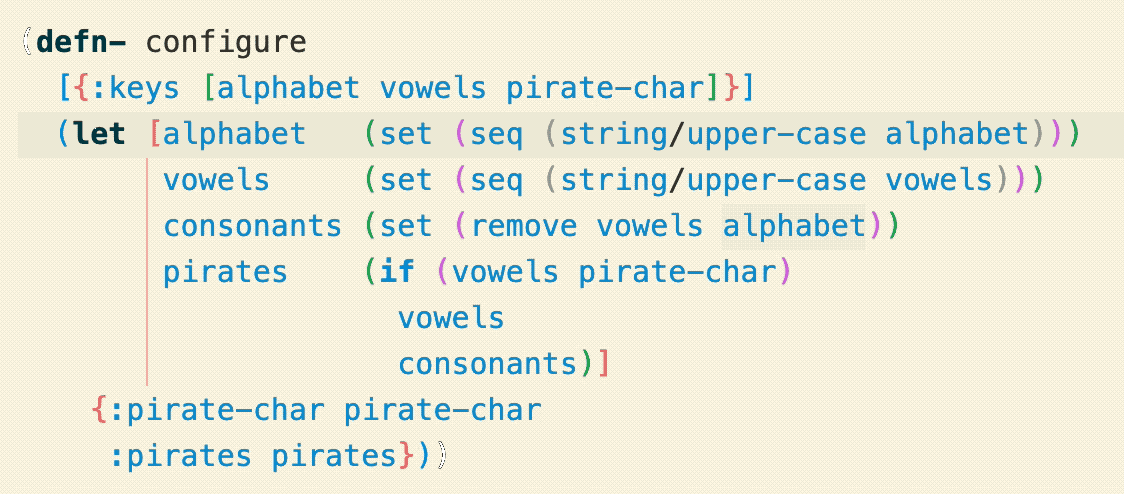 (defn- configure
  [{:keys [alphabet vowels pirate-char]}]
  (let [alphabet   (set (seq (string/upper-case alphabet)))
        vowels     (set (seq (string/upper-case vowels)))
        consonants (set (remove vowels alphabet))
        pirates    (if (vowels pirate-char)
                     vowels
                     consonants)]
    {:pirate-char pirate-char
     :pirates pirates}))